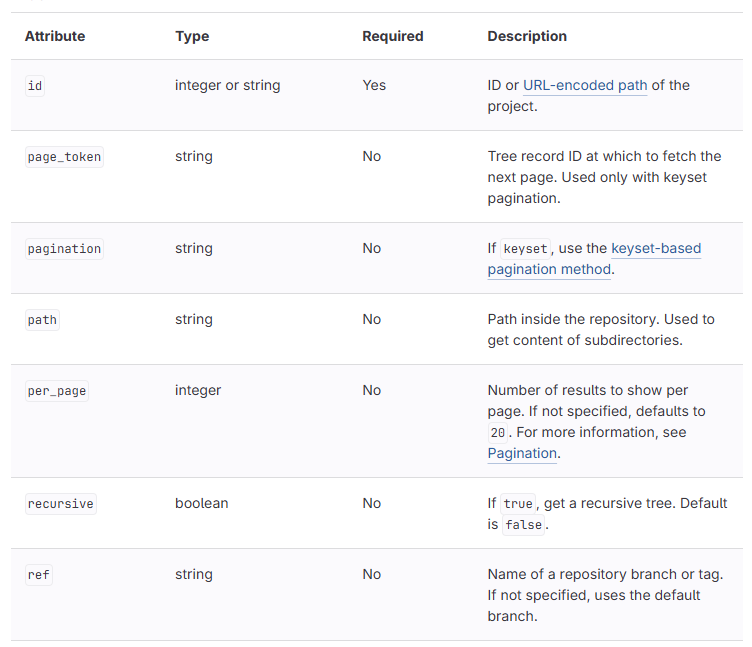 Attribute Type Required Description
id integer or string Yes ID or URL-encoded path of the
project.
page_token string No Tree record ID at which to fetch the
next page. Used only with keyset
pagination.
pagination string No If keyset, use the keyset-based
pagination method.
path string No Path inside the repository. Used to
get content of subdirectories.
per_page integer No Number of results to show per
page. If not specified, defaults to
20. For more information, see
Pagination.
recursive boolean No If true, get a recursive tree. Default
is false.
ref string No Name of a repository branch or tag.
If not specified, uses the default
branch.